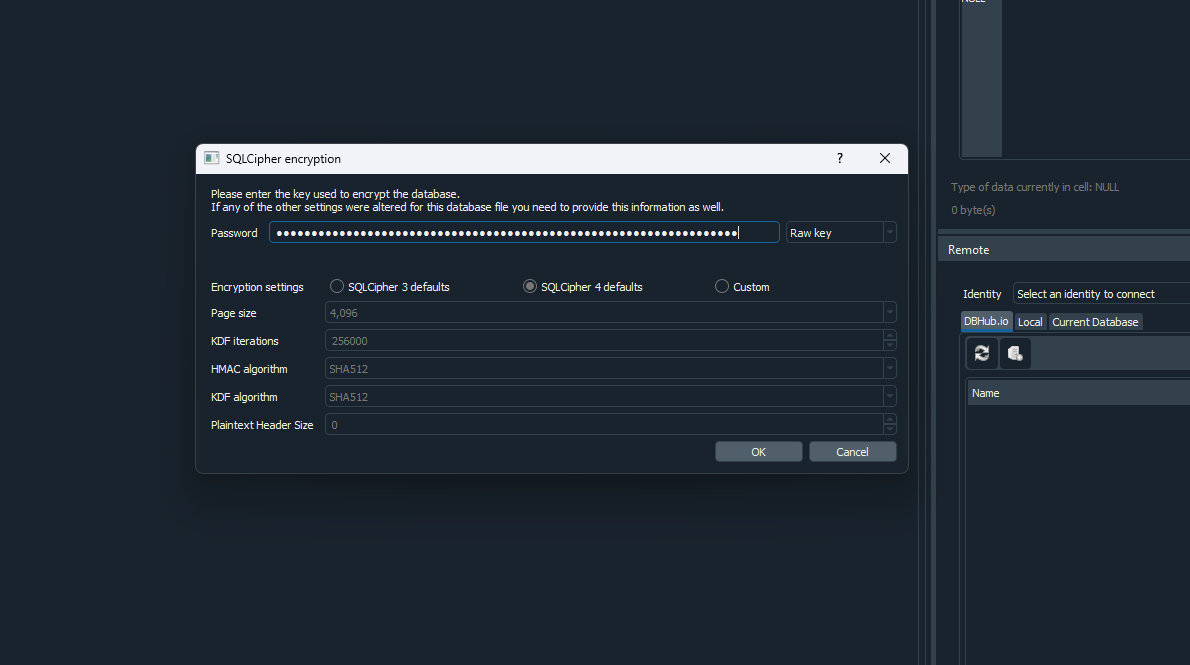 NULL
SQLCipher encryption
?
Please enter the key used to encrypt the database.
If any of the other settings were altered for this database file you need to provide this information as well.
Password ●●●●●●●●●●●●●●●●●●●●●●●●●●●●●●●●●●●●●●●●●●●●●●●●●●●●●●●●●●●●●●●●●● Raw key
Encryption settings SQLCipher 3 defaults SQLCipher 4 defaults Custom
Page size 4,096
KDF iterations 256000
HMAC algorithm SHA512
KDF algorithm SHA512
Plaintext Header Size 0
OK Cancel
Type of data currently in cell: NULL
0 byte(s)
Remote
Identity Select an identity to connect
DBHub.io Local Current Database
Name